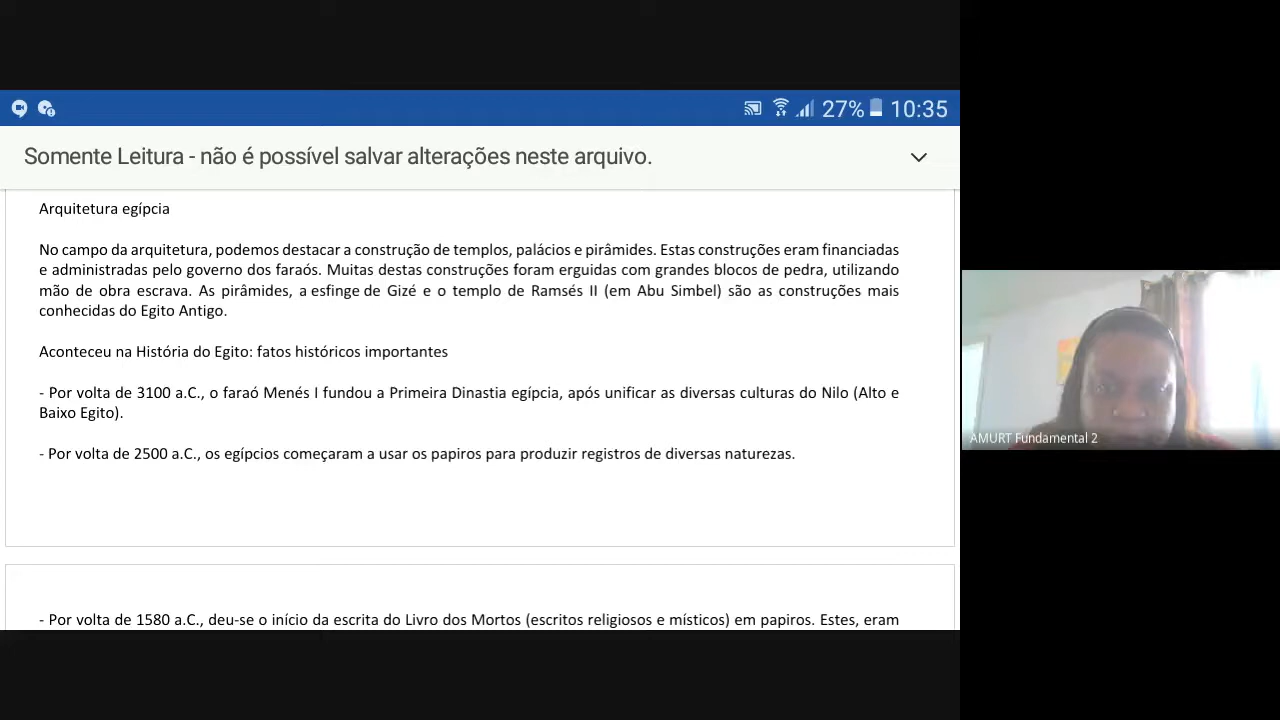 27% 10:35
Somente Leitura - não é possível salvar alterações neste arquivo.
Arquitetura egípcia
No campo da arquitetura, podemos destacar a construção de templos, palácios e pirâmides. Estas construções eram financiadas
e administradas pelo governo dos faraós. Muitas destas construções foram erguidas com grandes blocos de pedra, utilizando
mão de obra escrava. As pirâmides, a esfinge de Gizé e o templo de Ramsés II (em Abu Simbel) são as construções mais
conhecidas do Egito Antigo.
Aconteceu na História do Egito: fatos históricos importantes
- Por volta de 3100 a.C., o faraó Menés I fundou a Primeira Dinastia egípcia, após unificar as diversas culturas do Nilo (Alto e
Baixo Egito).
- Por volta de 2500 a.C., os egípcios começaram a usar os papiros para produzir registros de diversas naturezas.
- Por volta de 1580 a.C., deu-se o início da escrita do Livro dos Mortos (escritos religiosos e místicos) em papiros. Estes, eram
AMURT Fundamental 2